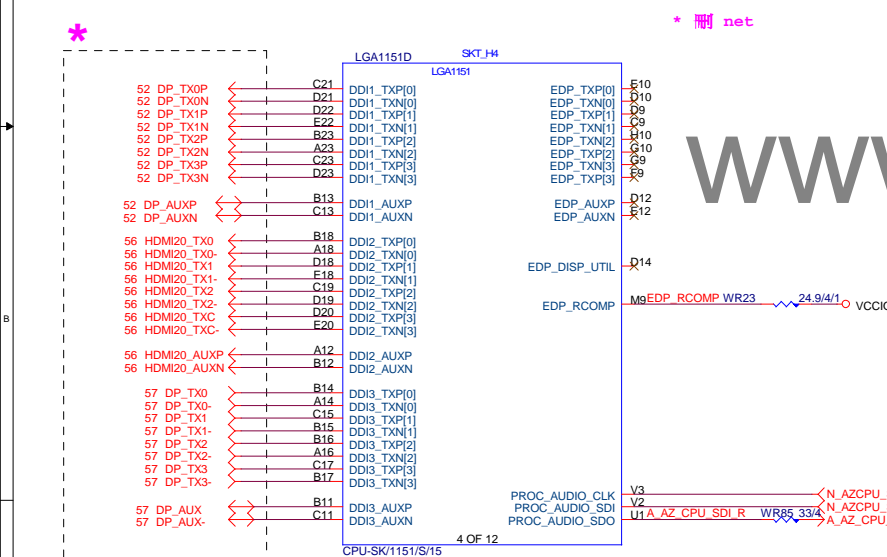 * 刪 net
*
LGA1151D SKT_H4
LGA1151
52 DP_TX0P C21 DDI1_TXP[0] EDP_TXP[0] E10
52 DP_TX0N D21 DDI1_TXN[0] EDP_TXN[0] D10
52 DP_TX1P D22 DDI1_TXP[1] EDP_TXP[1] D9
52 DP_TX1N E22 DDI1_TXN[1] EDP_TXN[1] C9
52 DP_TX2P B23 DDI1_TXP[2] EDP_TXN[2] H10
52 DP_TX2N A23 DDI1_TXN[2] EDP_TXP[2] G10
52 DP_TX3P C23 DDI1_TXP[3] EDP_TXN[3] G9
52 DP_TX3N D23 DDI1_TXN[3] EDP_TXP[3] F9
52 DP_AUXP B13 DDI1_AUXP EDP_AUXP D12
52 DP_AUXN C13 DDI1_AUXN EDP_AUXN E12
56 HDMI20_TX0 B18 DDI2_TXP[0]
56 HDMI20_TX0- A18 DDI2_TXN[0]
56 HDMI20_TX1 D18 DDI2_TXP[1] EDP_DISP_UTIL D14
56 HDMI20_TX1- E18 DDI2_TXN[1]
56 HDMI20_TX2 C19 DDI2_TXP[2]
56 HDMI20_TX2- D19 DDI2_TXN[2] EDP_RCOMP M9 EDP_RCOMP WR23 24.9/4/1 VCCIO
56 HDMI20_TXC D20 DDI2_TXP[3]
56 HDMI20_TXC- E20 DDI2_TXN[3]
56 HDMI20_AUXP A12 DDI2_AUXP
56 HDMI20_AUXN B12 DDI2_AUXN
57 DP_TX0 B14 DDI3_TXP[0]
57 DP_TX0- A14 DDI3_TXN[0]
57 DP_TX1 C15 DDI3_TXP[1]
57 DP_TX1- B15 DDI3_TXN[1]
57 DP_TX2 B16 DDI3_TXP[2]
57 DP_TX2- A16 DDI3_TXN[2]
57 DP_TX3 C17 DDI3_TXP[3]
57 DP_TX3- B17 DDI3_TXN[3]
PROC_AUDIO_CLK V3 N_AZCPU_
57 DP_AUX B11 DDI3_AUXP PROC_AUDIO_SDI V2 N_AZCPU_
57 DP_AUX- C11 DDI3_AUXN PROC_AUDIO_SDO U1 A_AZ_CPU_SDI_R WR85 33/4 A_AZ_CPU_
4 OF 12
CPU-SK/1151/S/15
B
WWW